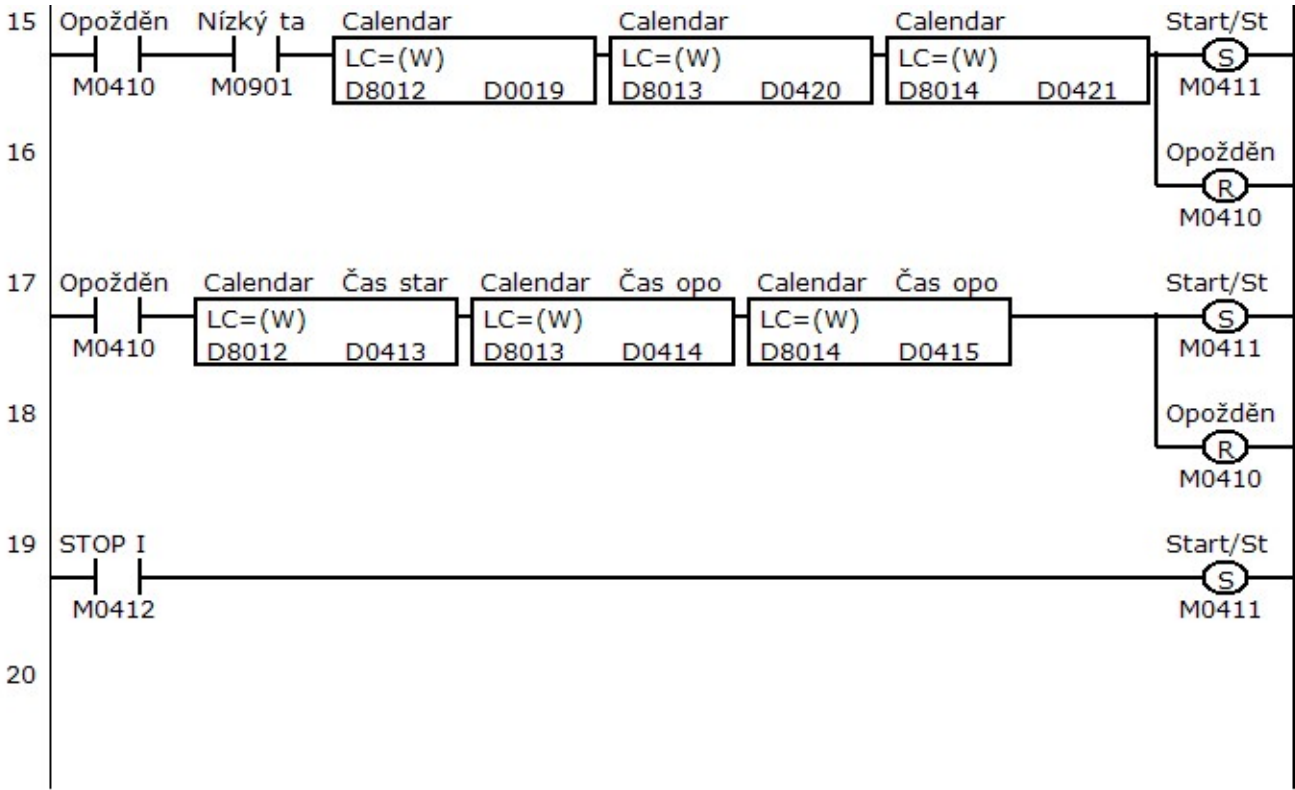 15 Opožděn Nízký ta Calendar Calendar Calendar Start/St
LC=(W) LC=(W) LC=(W) S
M0410 M0901 D8012 D0019 D8013 D0420 D8014 D0421 M0411
16 Opožděn
R
M0410
17 Opožděn Calendar Čas star Calendar Čas opo Calendar Čas opo Start/St
LC=(W) LC=(W) LC=(W) S
M0410 D8012 D0413 D8013 D0414 D8014 D0415 M0411
18 Opožděn
R
M0410
19 STOP I Start/St
S
M0412 M0411
20